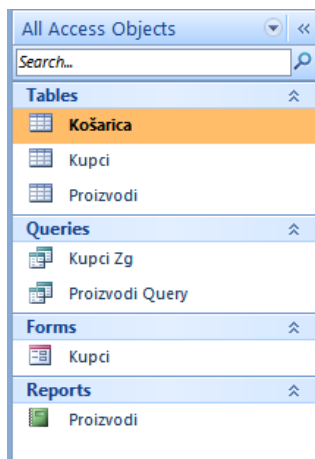 All Access Objects
Search...
Tables
Košarica
Kupci
Proizvodi
Queries
Kupci Zg
Proizvodi Query
Forms
Kupci
Reports
Proizvodi